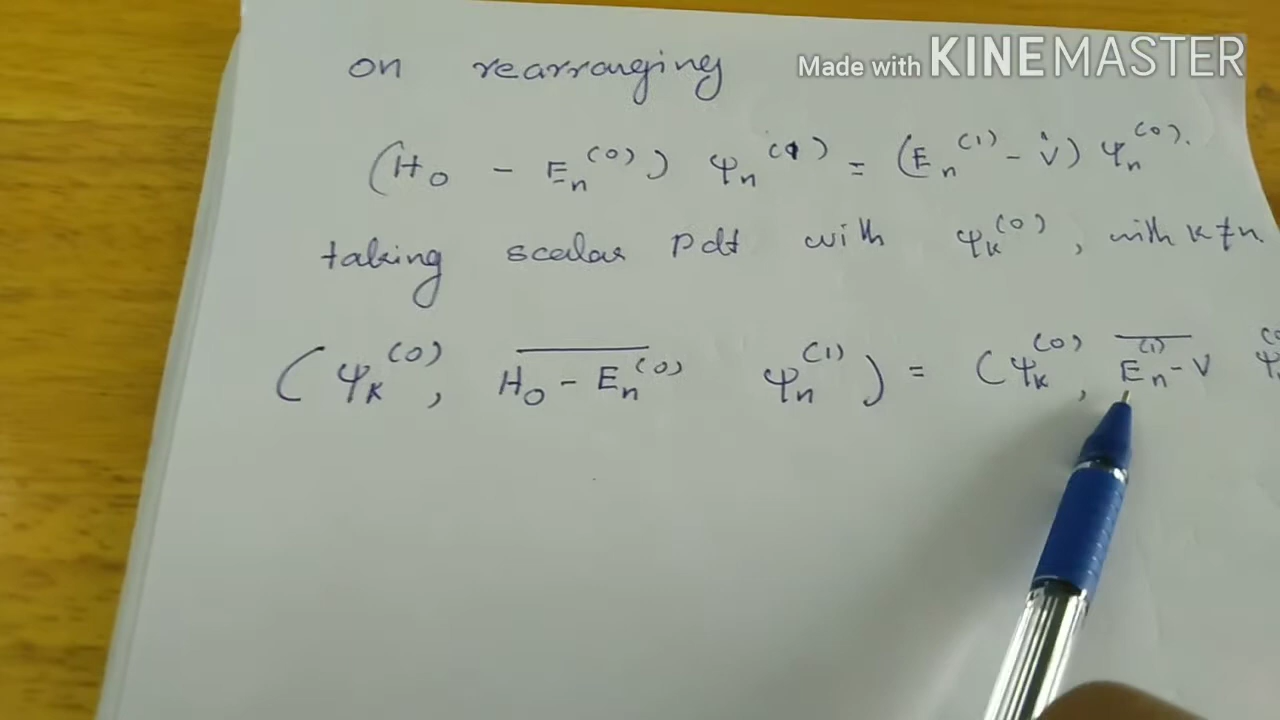 on rearranging
Made with KINEMASTER
(H₀ - Eₙ⁽⁰⁾) ψₙ⁽¹⁾ = (Eₙ⁽¹⁾ - V̂) ψₙ⁽⁰⁾.
taking scalar pdt with ψₖ⁽⁰⁾, with k≠n
(ψₖ⁽⁰⁾, H₀ - Eₙ⁽⁰⁾ ψₙ⁽¹⁾) = (ψₖ⁽⁰⁾, Eₙ⁽¹⁾ - V